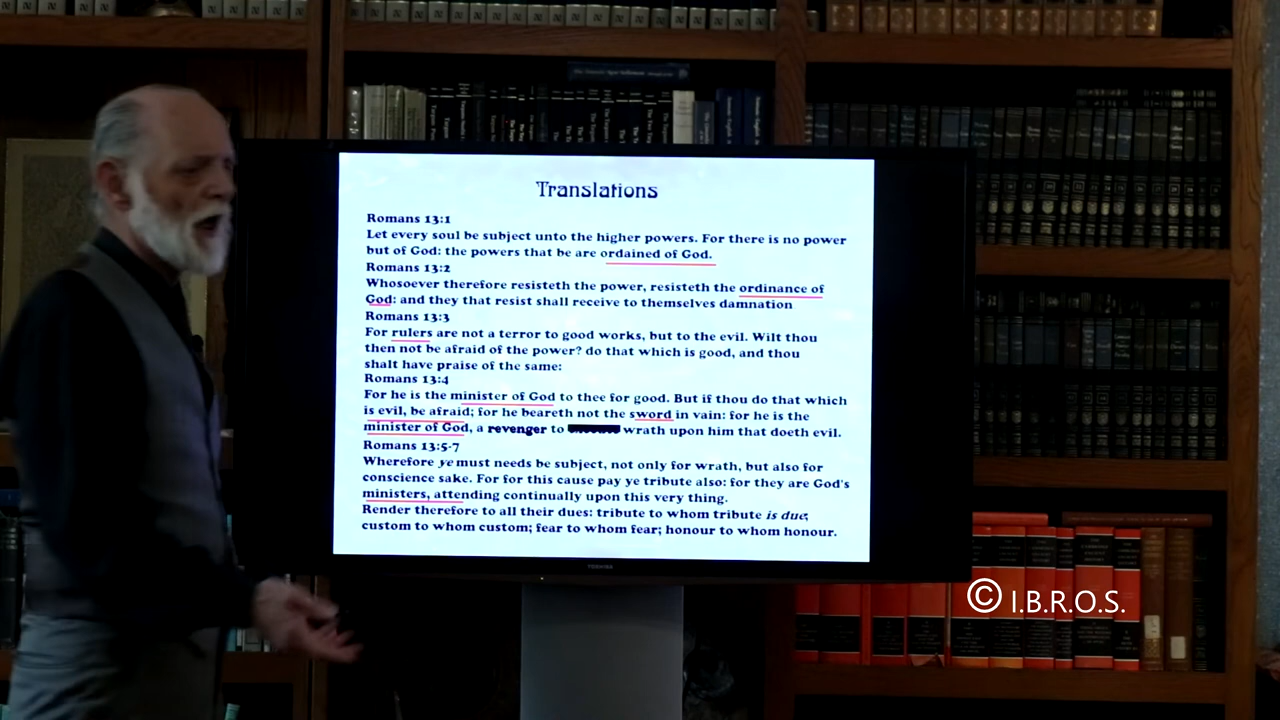 Translations
Romans 13:1
Let every soul be subject unto the higher powers. For there is no power
but of God: the powers that be are ordained of God.
Romans 13:2
Whosoever therefore resisteth the power, resisteth the ordinance of
God: and they that resist shall receive to themselves damnation
Romans 13:3
For rulers are not a terror to good works, but to the evil. Wilt thou
then not be afraid of the power? do that which is good, and thou
shalt have praise of the same:
Romans 13:4
For he is the minister of God to thee for good. But if thou do that which
is evil, be afraid; for he beareth not the sword in vain: for he is the
minister of God, a revenger to wrath upon him that doeth evil.
Romans 13:5-7
Wherefore ye must needs be subject, not only for wrath, but also for
conscience sake. For for this cause pay ye tribute also: for they are God's
ministers, attending continually upon this very thing.
Render therefore to all their dues: tribute to whom tribute is due;
custom to whom custom; fear to whom fear; honour to whom honour.
TOSHIBA
© I.B.R.O.S.